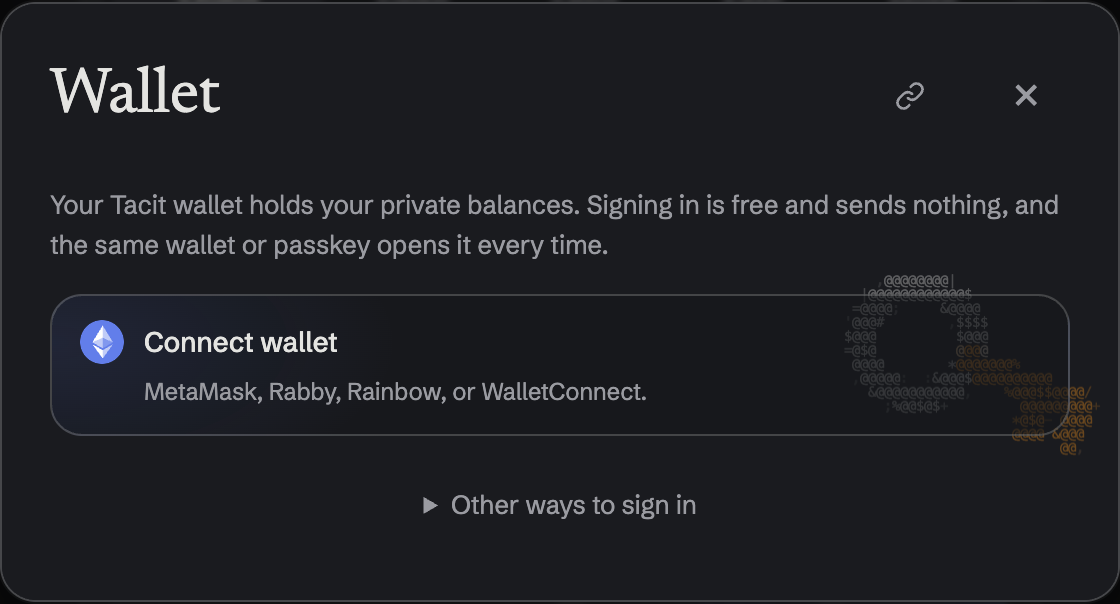 Wallet
Your Tacit wallet holds your private balances. Signing in is free and sends nothing, and
the same wallet or passkey opens it every time.
Connect wallet
MetaMask, Rabby, Rainbow, or WalletConnect.
Other ways to sign in